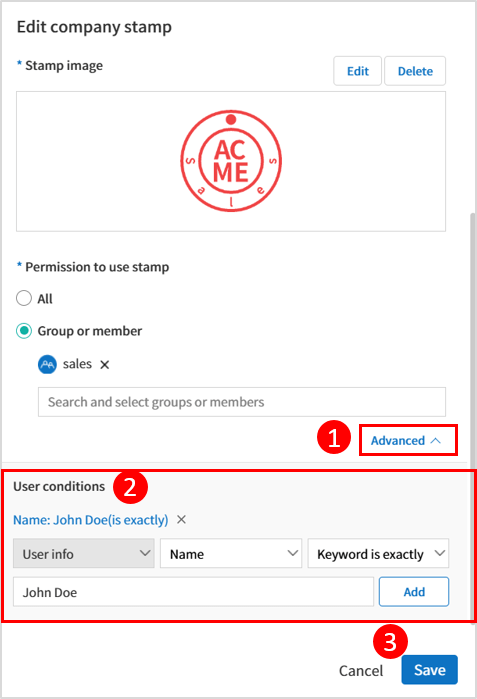 Edit company stamp
* Stamp image
Edit
Delete
AC
ME
Sales
* Permission to use stamp
All
Group or member
sales ×
Search and select groups or members
1
Advanced
User conditions
2
Name: John Doe(is exactly) ×
User info
Name
Keyword is exactly
John Doe
Add
3
Cancel
Save